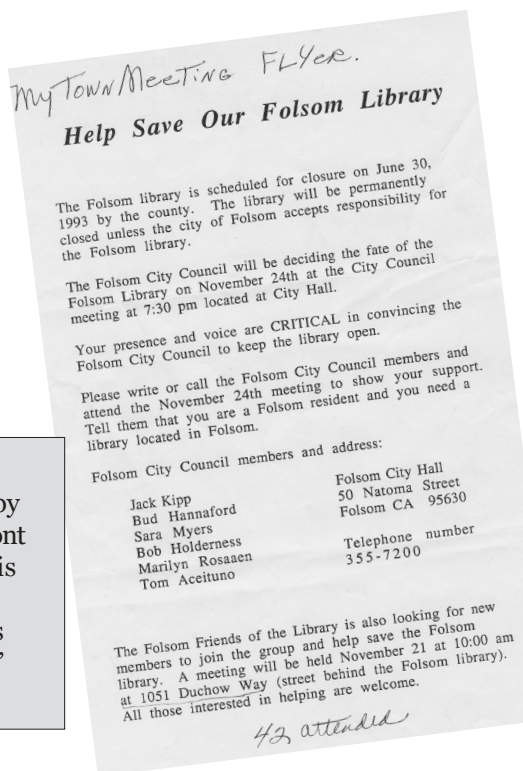 My Town Meeting Flyer.
Help Save Our Folsom Library
The Folsom library is scheduled for closure on June 30,
1993 by the county. The library will be permanently
closed unless the city of Folsom accepts responsibility for
the Folsom library.
The Folsom City Council will be deciding the fate of the
Folsom Library on November 24th at the City Council
meeting at 7:30 pm located at City Hall.
Your presence and voice are CRITICAL in convincing the
Folsom City Council to keep the library open.
Please write or call the Folsom City Council members and
attend the November 24th meeting to show your support.
Tell them that you are a Folsom resident and you need a
library located in Folsom.
Folsom City Council members and address:
Jack Kipp
Bud Hannaford
Sara Myers
Bob Holderness
Marilyn Rosaaen
Tom Aceituno
Folsom City Hall
50 Natoma Street
Folsom CA 95630
Telephone number
355-7200
The Folsom Friends of the Library is also looking for new
members to join the group and help save the Folsom
library. A meeting will be held November 21 at 10:00 am
at 1051 Duchow Way (street behind the Folsom library).
All those interested in helping are welcome.
42 attended